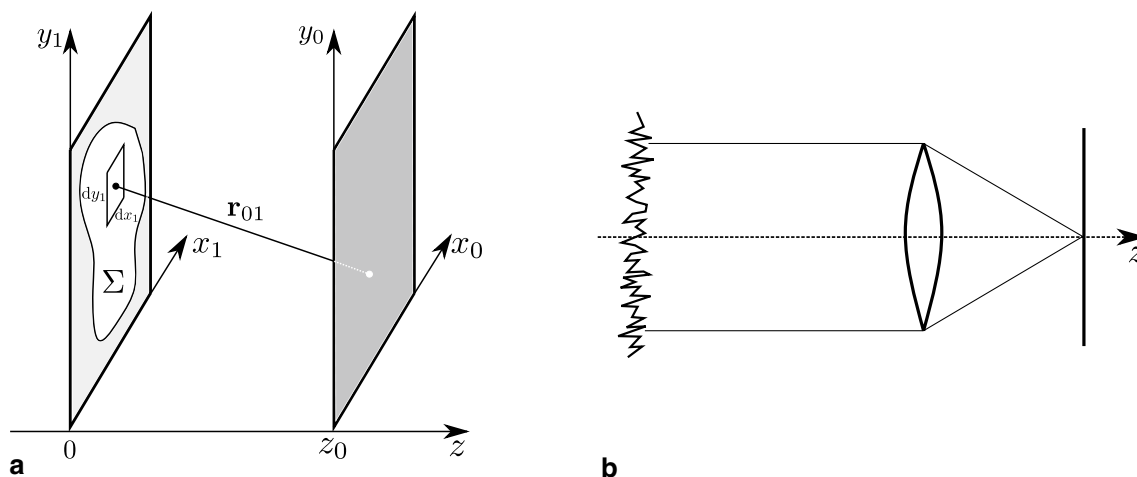 y₁
y₀
dy₁
dx₁
r₀₁
x₁
x₀
Σ
z
0
z₀
z
a
b